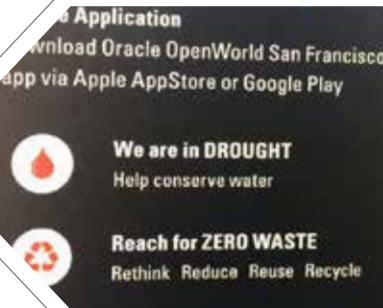 Application
Download Oracle OpenWorld San Francisco
app via Apple AppStore or Google Play
We are in DROUGHT
Help conserve water
Reach for ZERO WASTE
Rethink Reduce Reuse Recycle